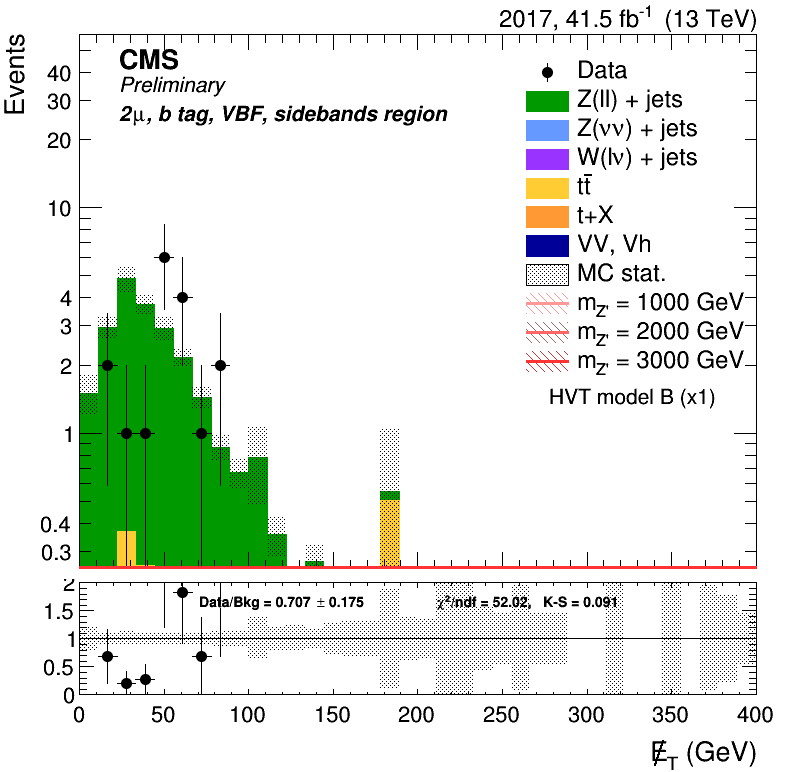 2017, 41.5 fb⁻¹ (13 TeV)
Events
CMS
Preliminary
2μ, b tag, VBF, sidebands region
Data
Z(ll) + jets
Z(νν) + jets
W(lν) + jets
tt̄
t+X
VV, Vh
MC stat.
m_Z' = 1000 GeV
m_Z' = 2000 GeV
m_Z' = 3000 GeV
HVT model B (x1)
40
30
20
10
4
3
2
1
0.4
0.3
Data/Bkg = 0.707 ± 0.175
χ²/ndf = 52.02, K-S = 0.091
2
1.5
1
0.5
0
0 50 100 150 200 250 300 350 400
E̸_T (GeV)